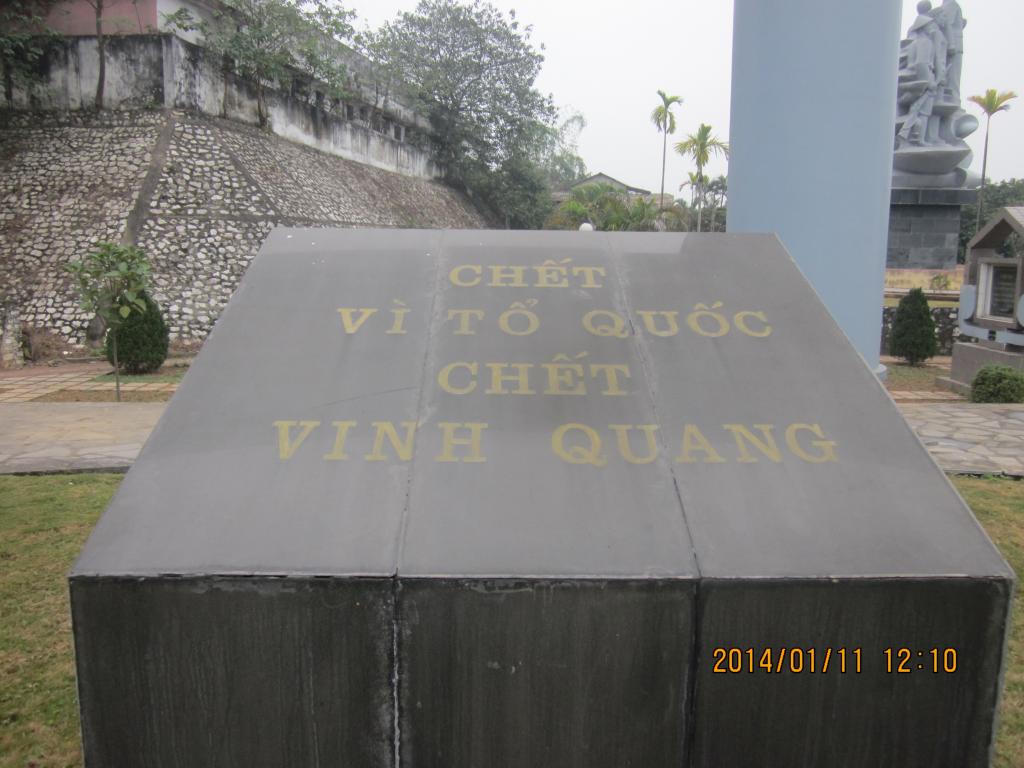 CHẾT
VÌ TỔ QUỐC
CHẾT
VINH QUANG
2014/01/11 12:10